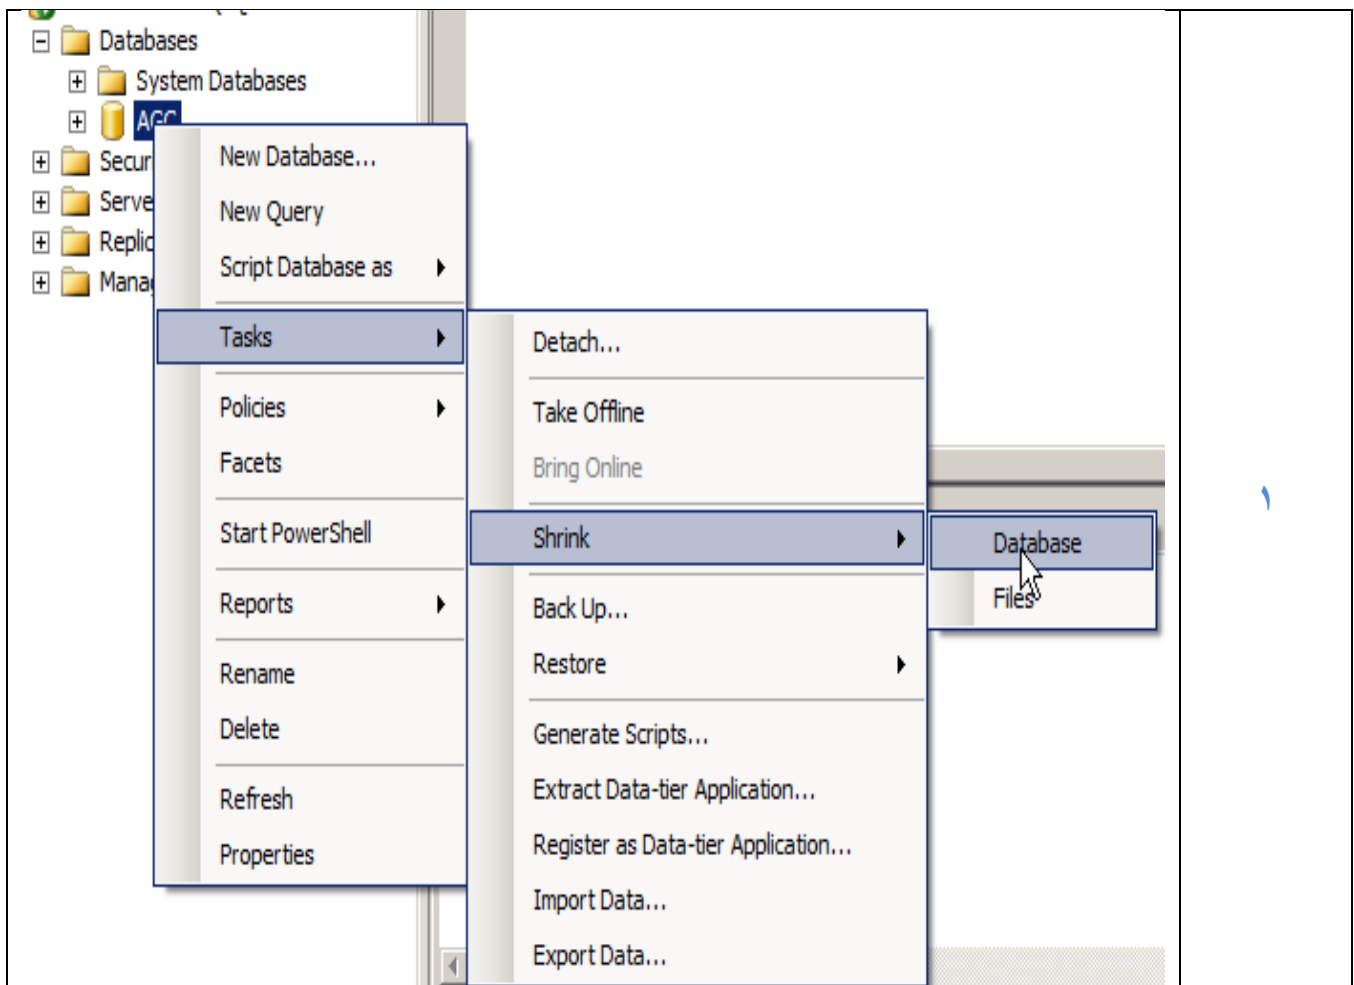 Databases
System Databases
AGC
Secur
Serve
Replic
Mana
New Database...
New Query
Script Database as
Tasks
Policies
Facets
Start PowerShell
Reports
Rename
Delete
Refresh
Properties
Detach...
Take Offline
Bring Online
Shrink
Back Up...
Restore
Generate Scripts...
Extract Data-tier Application...
Register as Data-tier Application...
Import Data...
Export Data...
Database
Files
١